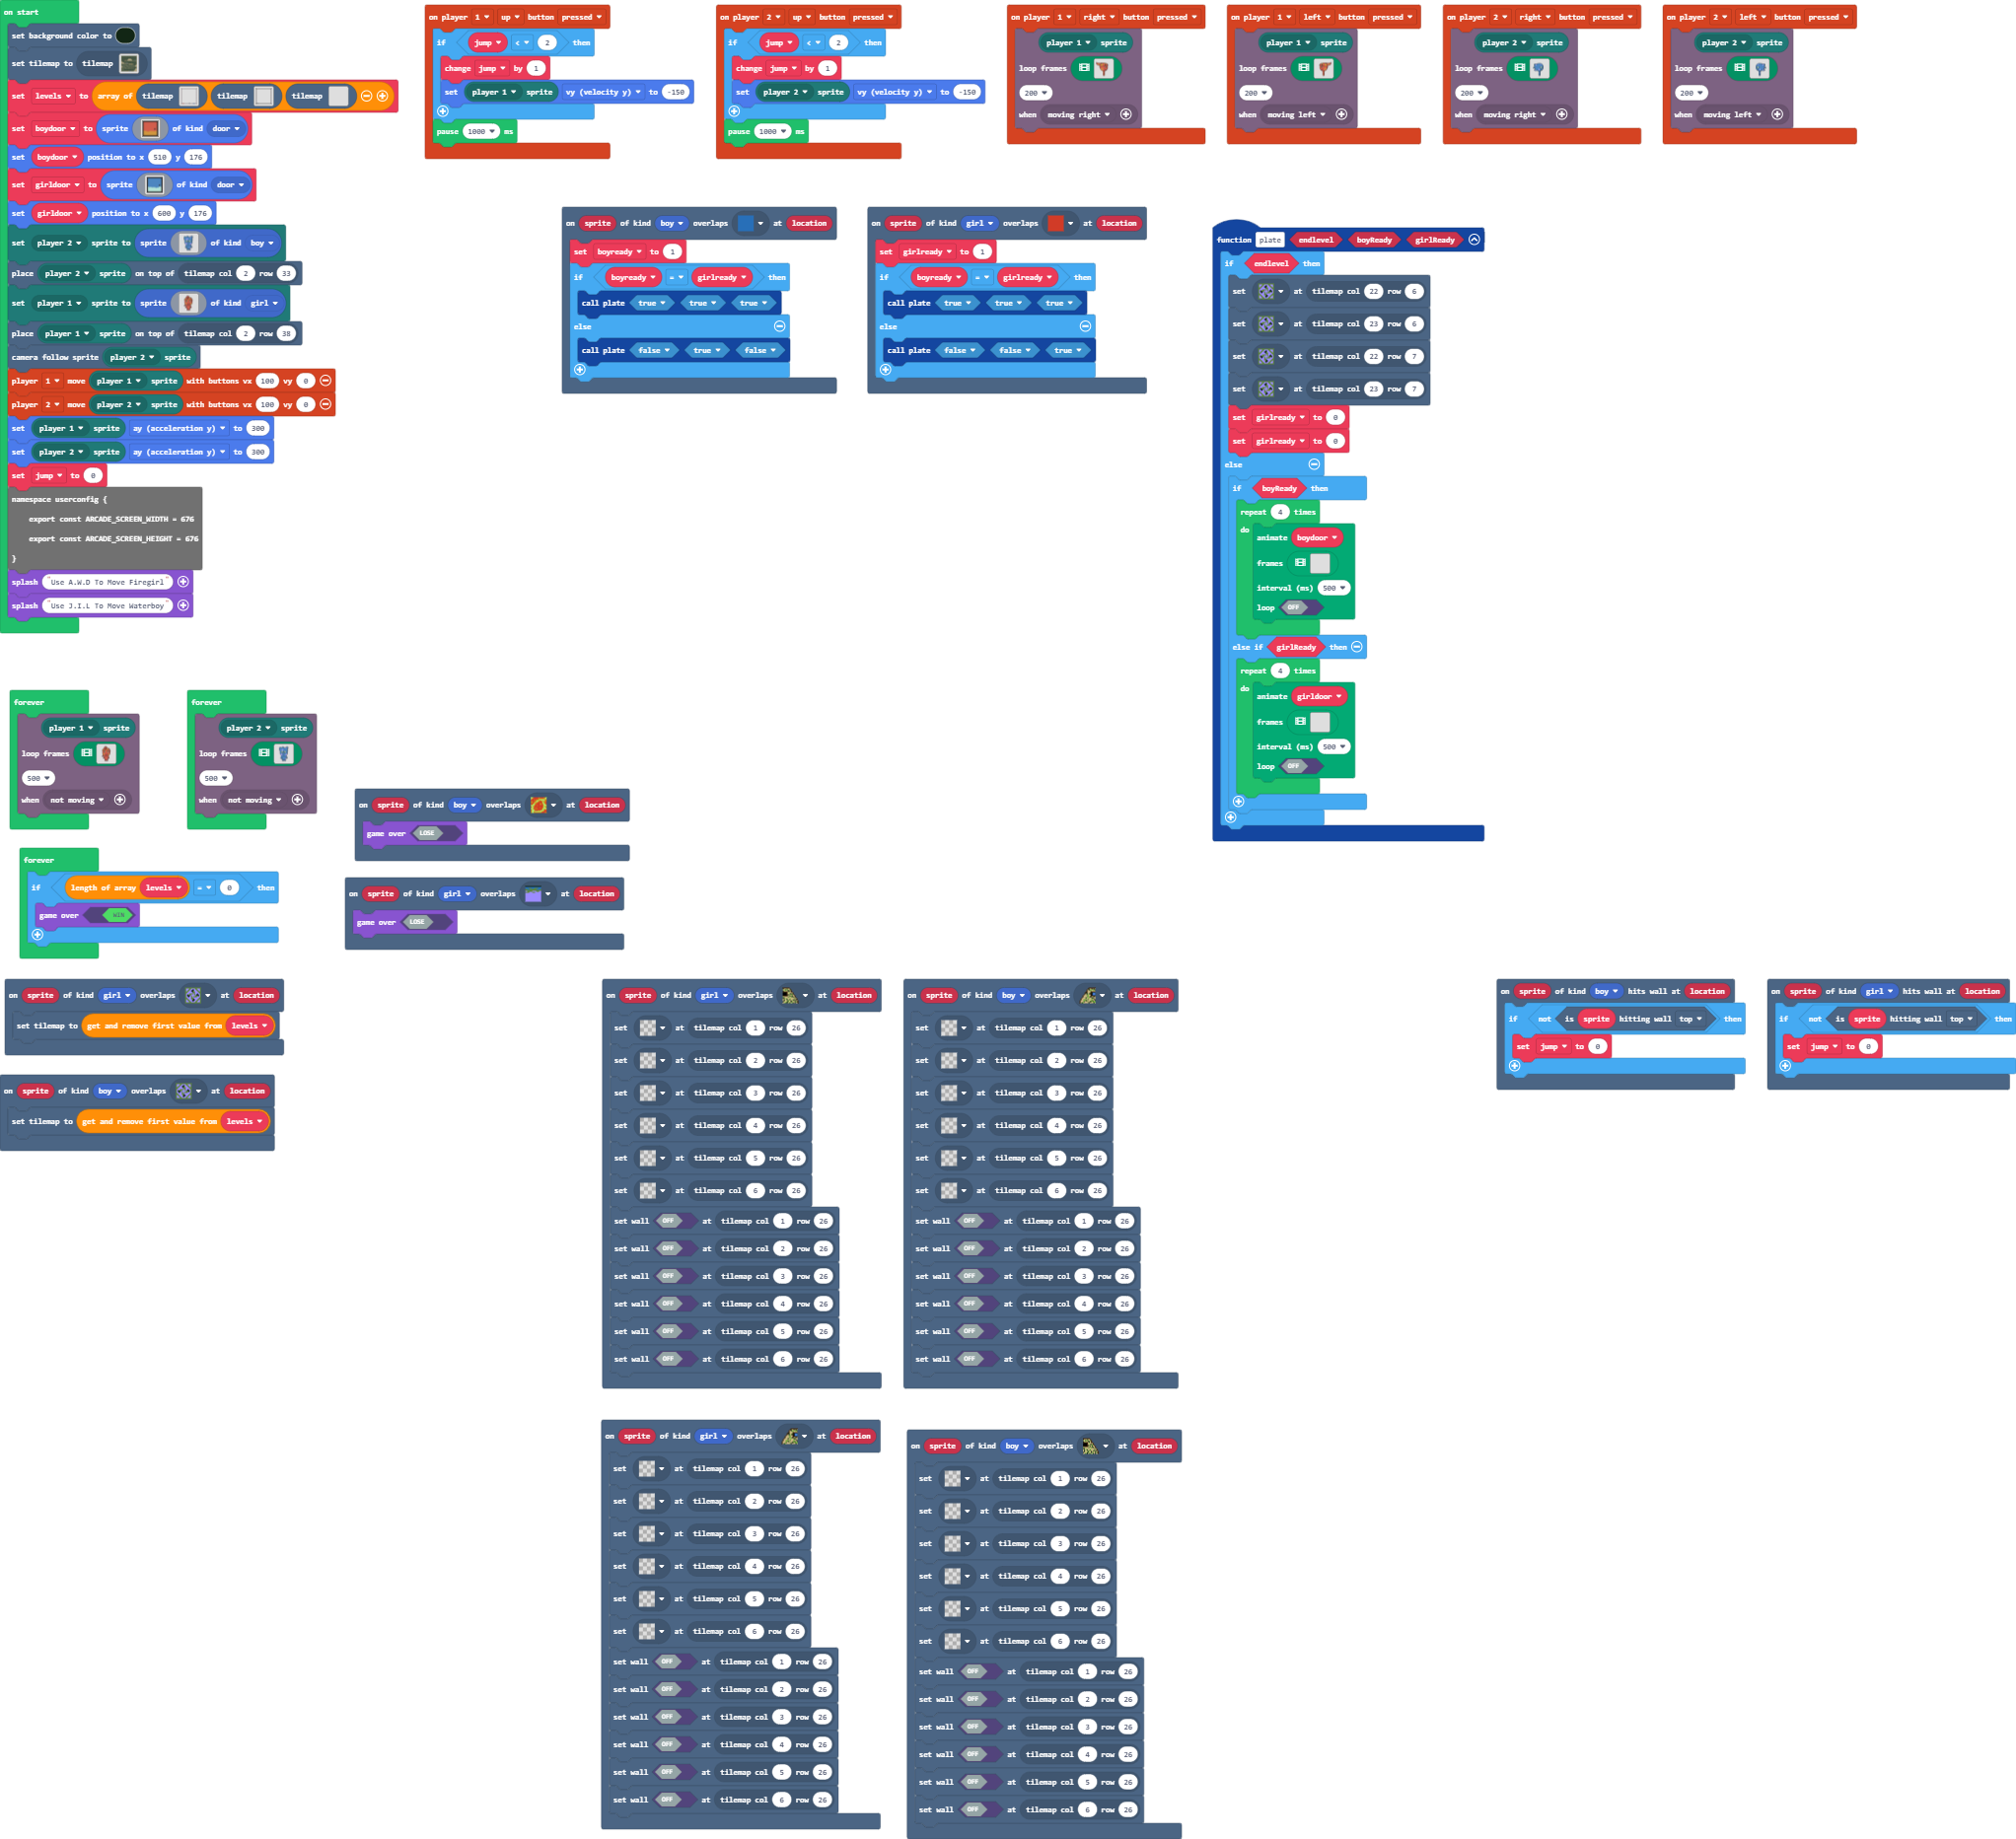 on start
set background color to
set tilemap to tilemap
set levels to array of tilemap tilemap tilemap
set boydoor to sprite of kind door
set boydoor position to x 510 y 176
set girldoor to sprite of kind door
set girldoor position to x 600 y 176
set player 2 sprite to sprite of kind boy
place player 2 sprite on top of tilemap col 2 row 33
set player 1 sprite to sprite of kind girl
place player 1 sprite on top of tilemap col 2 row 38
camera follow sprite player 2 sprite
player 1 move player 1 sprite with buttons vx 100 vy 0
player 2 move player 2 sprite with buttons vx 100 vy 0
set player 1 sprite ay (acceleration y) to 300
set player 2 sprite ay (acceleration y) to 300
set jump to 0
namespace userconfig {
export const ARCADE_SCREEN_WIDTH = 676
export const ARCADE_SCREEN_HEIGHT = 676
}
splash "Use A.W.D To Move Firegirl"
splash "Use J.I.L To Move Waterboy"
on player 1 up button pressed
if jump < 2 then
change jump by 1
set player 1 sprite vy (velocity y) to -150
pause 1000 ms
on player 2 up button pressed
if jump < 2 then
change jump by 1
set player 2 sprite vy (velocity y) to -150
pause 1000 ms
on player 1 right button pressed
player 1 sprite
loop frames
200
when moving right
on player 1 left button pressed
player 1 sprite
loop frames
200
when moving left
on player 2 right button pressed
player 2 sprite
loop frames
200
when moving right
on player 2 left button pressed
player 2 sprite
loop frames
200
when moving left
on sprite of kind boy overlaps at location
set boyready to 1
if boyready = girlready then
call plate true true true
else
call plate false true false
on sprite of kind girl overlaps at location
set girlready to 1
if boyready = girlready then
call plate true true true
else
call plate false false true
function plate endlevel boyReady girlReady
if endlevel then
set at tilemap col 22 row 6
set at tilemap col 23 row 6
set at tilemap col 22 row 7
set at tilemap col 23 row 7
set girlready to 0
set girlready to 0
else
if boyReady then
repeat 4 times
do
animate boydoor
frames
interval (ms) 500
loop OFF
else if girlReady then
repeat 4 times
do
animate girldoor
frames
interval (ms) 500
loop OFF
forever
player 1 sprite
loop frames
500
when not moving
forever
player 2 sprite
loop frames
500
when not moving
on sprite of kind boy overlaps at location
game over LOSE
forever
if length of array levels = 0 then
game over WIN
on sprite of kind girl overlaps at location
game over LOSE
on sprite of kind girl overlaps at location
set tilemap to get and remove first value from levels
on sprite of kind boy overlaps at location
set tilemap to get and remove first value from levels
on sprite of kind girl overlaps at location
set at tilemap col 1 row 26
set at tilemap col 2 row 26
set at tilemap col 3 row 26
set at tilemap col 4 row 26
set at tilemap col 5 row 26
set at tilemap col 6 row 26
set wall OFF at tilemap col 1 row 26
set wall OFF at tilemap col 2 row 26
set wall OFF at tilemap col 3 row 26
set wall OFF at tilemap col 4 row 26
set wall OFF at tilemap col 5 row 26
set wall OFF at tilemap col 6 row 26
on sprite of kind boy overlaps at location
set at tilemap col 1 row 26
set at tilemap col 2 row 26
set at tilemap col 3 row 26
set at tilemap col 4 row 26
set at tilemap col 5 row 26
set at tilemap col 6 row 26
set wall OFF at tilemap col 1 row 26
set wall OFF at tilemap col 2 row 26
set wall OFF at tilemap col 3 row 26
set wall OFF at tilemap col 4 row 26
set wall OFF at tilemap col 5 row 26
set wall OFF at tilemap col 6 row 26
on sprite of kind boy hits wall at location
if not is sprite hitting wall top then
set jump to 0
on sprite of kind girl hits wall at location
if not is sprite hitting wall top then
set jump to 0
on sprite of kind girl overlaps at location
set at tilemap col 1 row 26
set at tilemap col 2 row 26
set at tilemap col 3 row 26
set at tilemap col 4 row 26
set at tilemap col 5 row 26
set at tilemap col 6 row 26
set wall OFF at tilemap col 1 row 26
set wall OFF at tilemap col 2 row 26
set wall OFF at tilemap col 3 row 26
set wall OFF at tilemap col 4 row 26
set wall OFF at tilemap col 5 row 26
set wall OFF at tilemap col 6 row 26
on sprite of kind boy overlaps at location
set at tilemap col 1 row 26
set at tilemap col 2 row 26
set at tilemap col 3 row 26
set at tilemap col 4 row 26
set at tilemap col 5 row 26
set at tilemap col 6 row 26
set wall OFF at tilemap col 1 row 26
set wall OFF at tilemap col 2 row 26
set wall OFF at tilemap col 3 row 26
set wall OFF at tilemap col 4 row 26
set wall OFF at tilemap col 5 row 26
set wall OFF at tilemap col 6 row 26